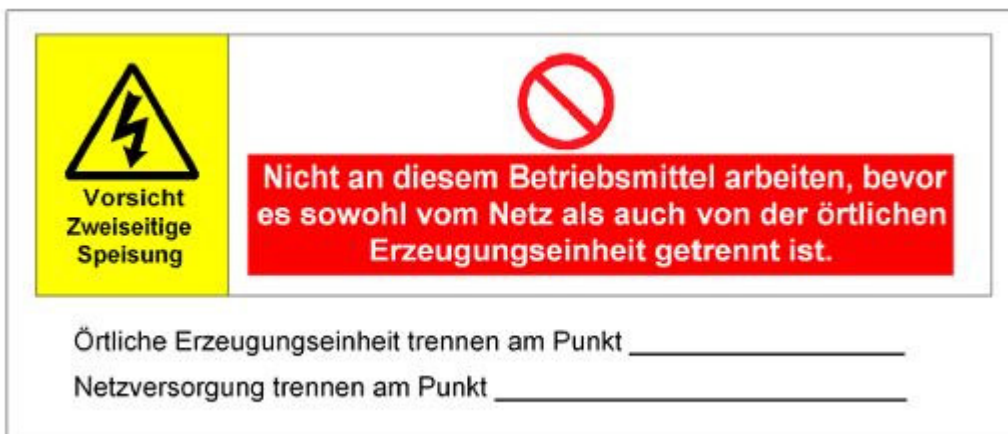 Vorsicht
Zweiseitige
Speisung
Nicht an diesem Betriebsmittel arbeiten, bevor
es sowohl vom Netz als auch von der örtlichen
Erzeugungseinheit getrennt ist.
Örtliche Erzeugungseinheit trennen am Punkt
Netzversorgung trennen am Punkt